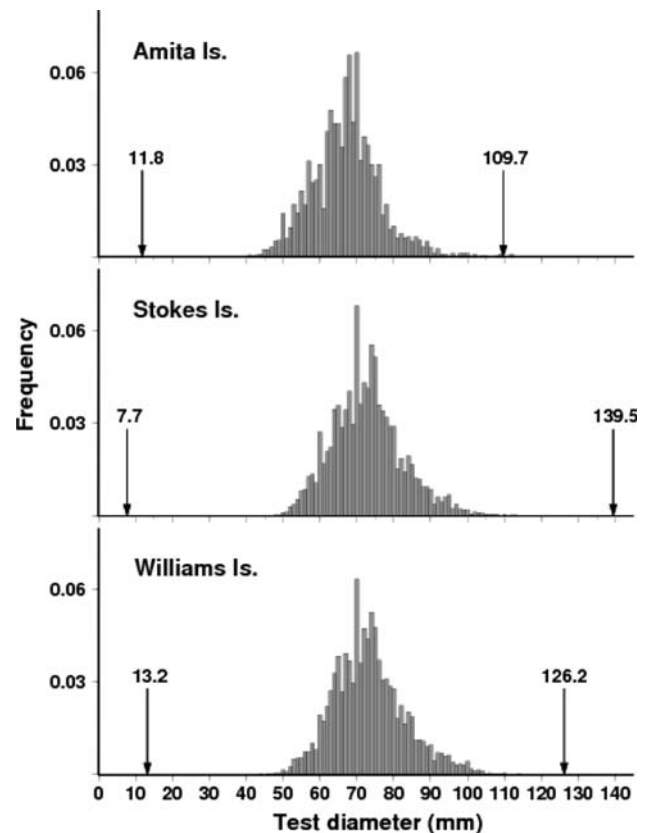 Amita Is.
0.06
0.03
11.8
109.7
Stokes Is.
0.06
0.03
7.7
139.5
Frequency
Williams Is.
0.06
0.03
13.2
126.2
0 10 20 30 40 50 60 70 80 90 100 110 120 130 140
Test diameter (mm)